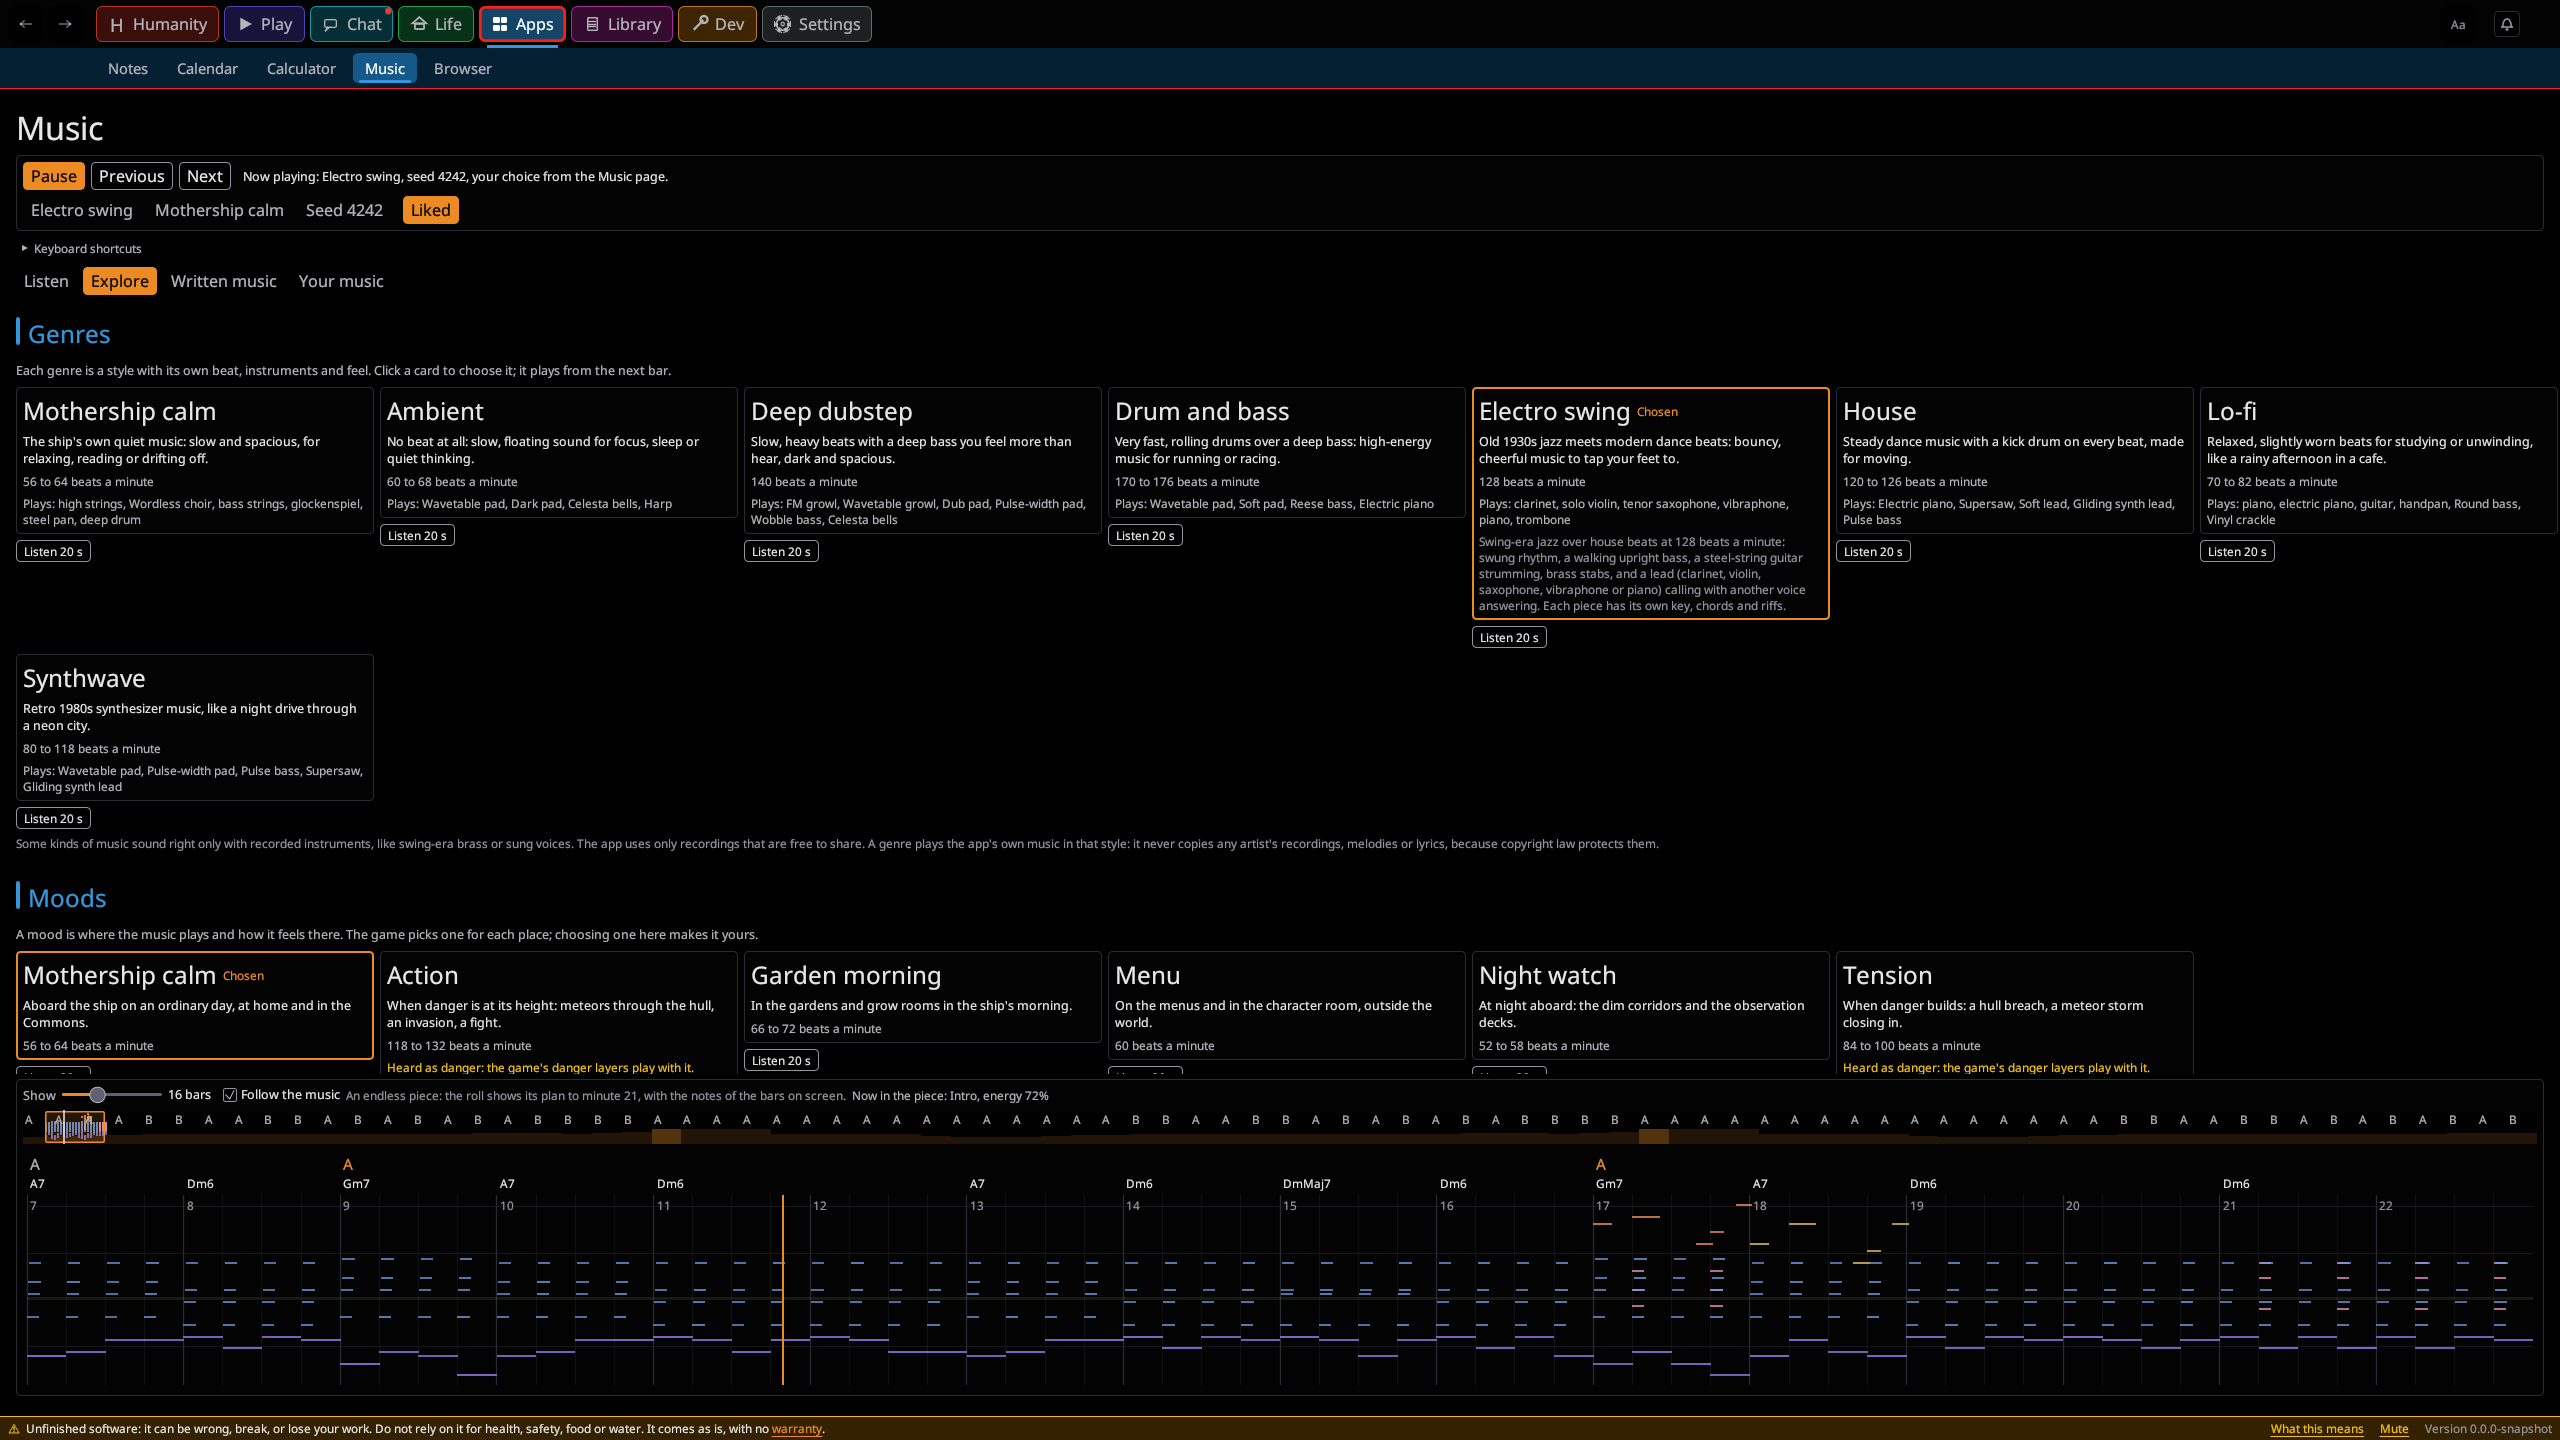 Humanity
Play
Chat
Life
Apps
Library
Dev
Settings
Aa
Notes
Calendar
Calculator
Music
Browser
Music
Pause
Previous
Next
Now playing: Electro swing, seed 4242, your choice from the Music page.
Electro swing
Mothership calm
Seed 4242
Liked
Keyboard shortcuts
Listen
Explore
Written music
Your music
Genres
Each genre is a style with its own beat, instruments and feel. Click a card to choose it; it plays from the next bar.
Mothership calm
The ship's own quiet music: slow and spacious, for
relaxing, reading or drifting off.
56 to 64 beats a minute
Plays: high strings, Wordless choir, bass strings, glockenspiel,
steel pan, deep drum
Listen 20 s
Ambient
No beat at all: slow, floating sound for focus, sleep or
quiet thinking.
60 to 68 beats a minute
Plays: Wavetable pad, Dark pad, Celesta bells, Harp
Listen 20 s
Deep dubstep
Slow, heavy beats with a deep bass you feel more than
hear, dark and spacious.
140 beats a minute
Plays: FM growl, Wavetable growl, Dub pad, Pulse-width pad,
Wobble bass, Celesta bells
Listen 20 s
Drum and bass
Very fast, rolling drums over a deep bass: high-energy
music for running or racing.
170 to 176 beats a minute
Plays: Wavetable pad, Soft pad, Reese bass, Electric piano
Listen 20 s
Electro swing Chosen
Old 1930s jazz meets modern dance beats: bouncy,
cheerful music to tap your feet to.
128 beats a minute
Plays: clarinet, solo violin, tenor saxophone, vibraphone,
piano, trombone
Swing-era jazz over house beats at 128 beats a minute:
swung rhythm, a walking upright bass, a steel-string guitar
strumming, brass stabs, and a lead (clarinet, violin,
saxophone, vibraphone or piano) calling with another voice
answering. Each piece has its own key, chords and riffs.
Listen 20 s
House
Steady dance music with a kick drum on every beat, made
for moving.
120 to 126 beats a minute
Plays: Electric piano, Supersaw, Soft lead, Gliding synth lead,
Pulse bass
Listen 20 s
Lo-fi
Relaxed, slightly worn beats for studying or unwinding,
like a rainy afternoon in a cafe.
70 to 82 beats a minute
Plays: piano, electric piano, guitar, handpan, Round bass,
Vinyl crackle
Listen 20 s
Synthwave
Retro 1980s synthesizer music, like a night drive through
a neon city.
80 to 118 beats a minute
Plays: Wavetable pad, Pulse-width pad, Pulse bass, Supersaw,
Gliding synth lead
Listen 20 s
Some kinds of music sound right only with recorded instruments, like swing-era brass or sung voices. The app uses only recordings that are free to share. A genre plays the app's own music in that style: it never copies any artist's recordings, melodies or lyrics, because copyright law protects them.
Moods
A mood is where the music plays and how it feels there. The game picks one for each place; choosing one here makes it yours.
Mothership calm Chosen
Aboard the ship on an ordinary day, at home and in the
Commons.
56 to 64 beats a minute
Action
When danger is at its height: meteors through the hull,
an invasion, a fight.
118 to 132 beats a minute
Heard as danger: the game's danger layers play with it.
Garden morning
In the gardens and grow rooms in the ship's morning.
66 to 72 beats a minute
Listen 20 s
Menu
On the menus and in the character room, outside the
world.
60 beats a minute
Night watch
At night aboard: the dim corridors and the observation
decks.
52 to 58 beats a minute
Tension
When danger builds: a hull breach, a meteor storm
closing in.
84 to 100 beats a minute
Heard as danger: the game's danger layers play with it.
Show
16 bars
Follow the music
An endless piece: the roll shows its plan to minute 21, with the notes of the bars on screen.
Now in the piece: Intro, energy 72%
A A A A B B A A B B A B A A B A A B B B B A A A A A A A A A A A A A A A A B B A A B B A B A B A B A B B B B A A A A A A A A A A A A A A A A B B A A B B A B A B A B A B
A A A
A7 Dm6 Gm7 A7 Dm6 A7 Dm6 DmMaj7 Dm6 Gm7 A7 Dm6 Dm6
7 8 9 10 11 12 13 14 15 16 17 18 19 20 21 22
Unfinished software: it can be wrong, break, or lose your work. Do not rely on it for health, safety, food or water. It comes as is, with no warranty.
What this means
Mute
Version 0.0.0-snapshot